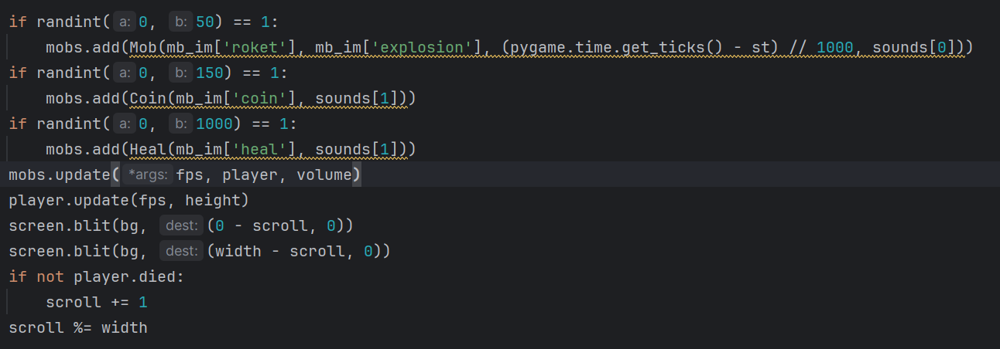 if randint(a: 0, b: 50) == 1:
    mobs.add(Mob(mb_im['roket'], mb_im['explosion'], (pygame.time.get_ticks() - st) // 1000, sounds[0]))
if randint(a: 0, b: 150) == 1:
    mobs.add(Coin(mb_im['coin'], sounds[1]))
if randint(a: 0, b: 1000) == 1:
    mobs.add(Heal(mb_im['heal'], sounds[1]))
mobs.update(*args: fps, player, volume)
player.update(fps, height)
screen.blit(bg, dest: (0 - scroll, 0))
screen.blit(bg, dest: (width - scroll, 0))
if not player.died:
    scroll += 1
scroll %= width